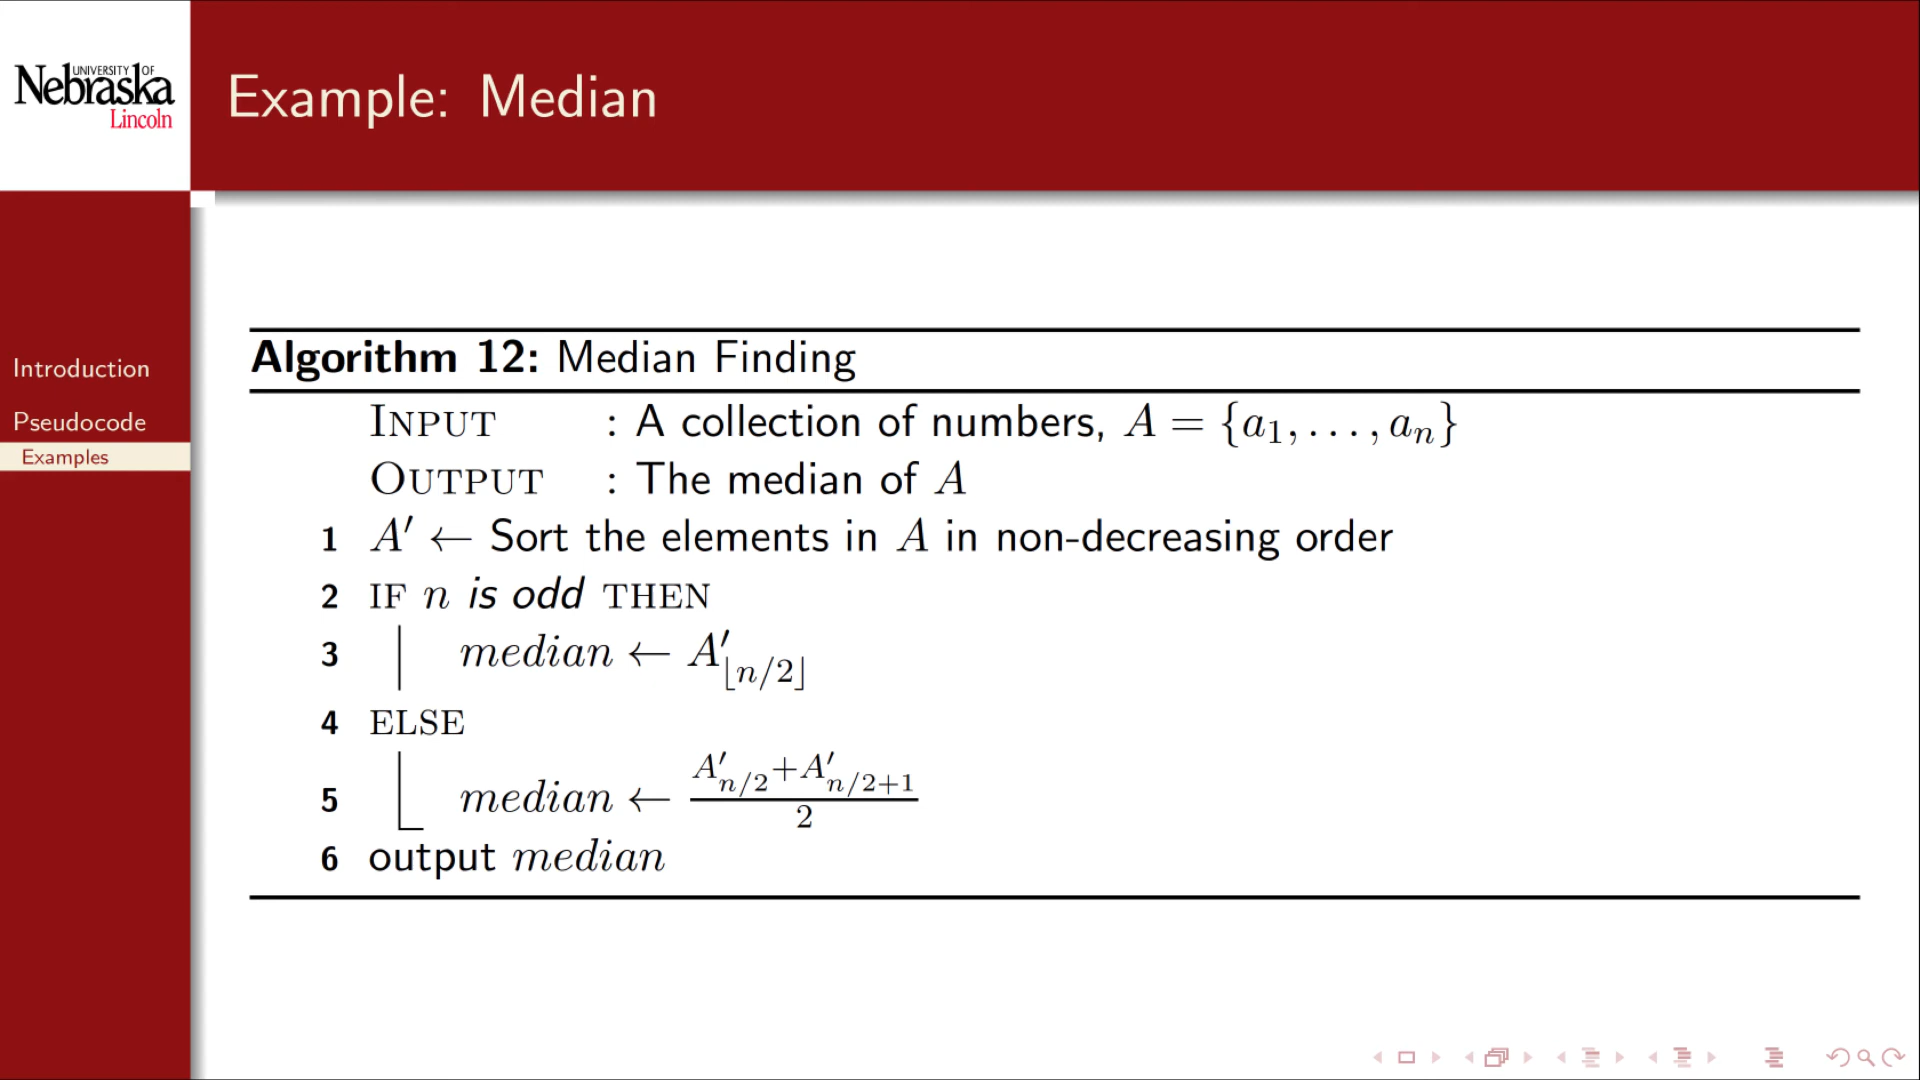 UNIVERSITY OF
Nebraska
Lincoln
Example: Median
Introduction
Pseudocode
Examples
Algorithm 12: Median Finding
INPUT : A collection of numbers, A = {a₁, . . . , aₙ}
OUTPUT : The median of A
1 A′ ← Sort the elements in A in non-decreasing order
2 IF n is odd THEN
3 median ← A′⌊n/2⌋
4 ELSE
5 median ← (A′n/2+A′n/2+1)/2
6 output median